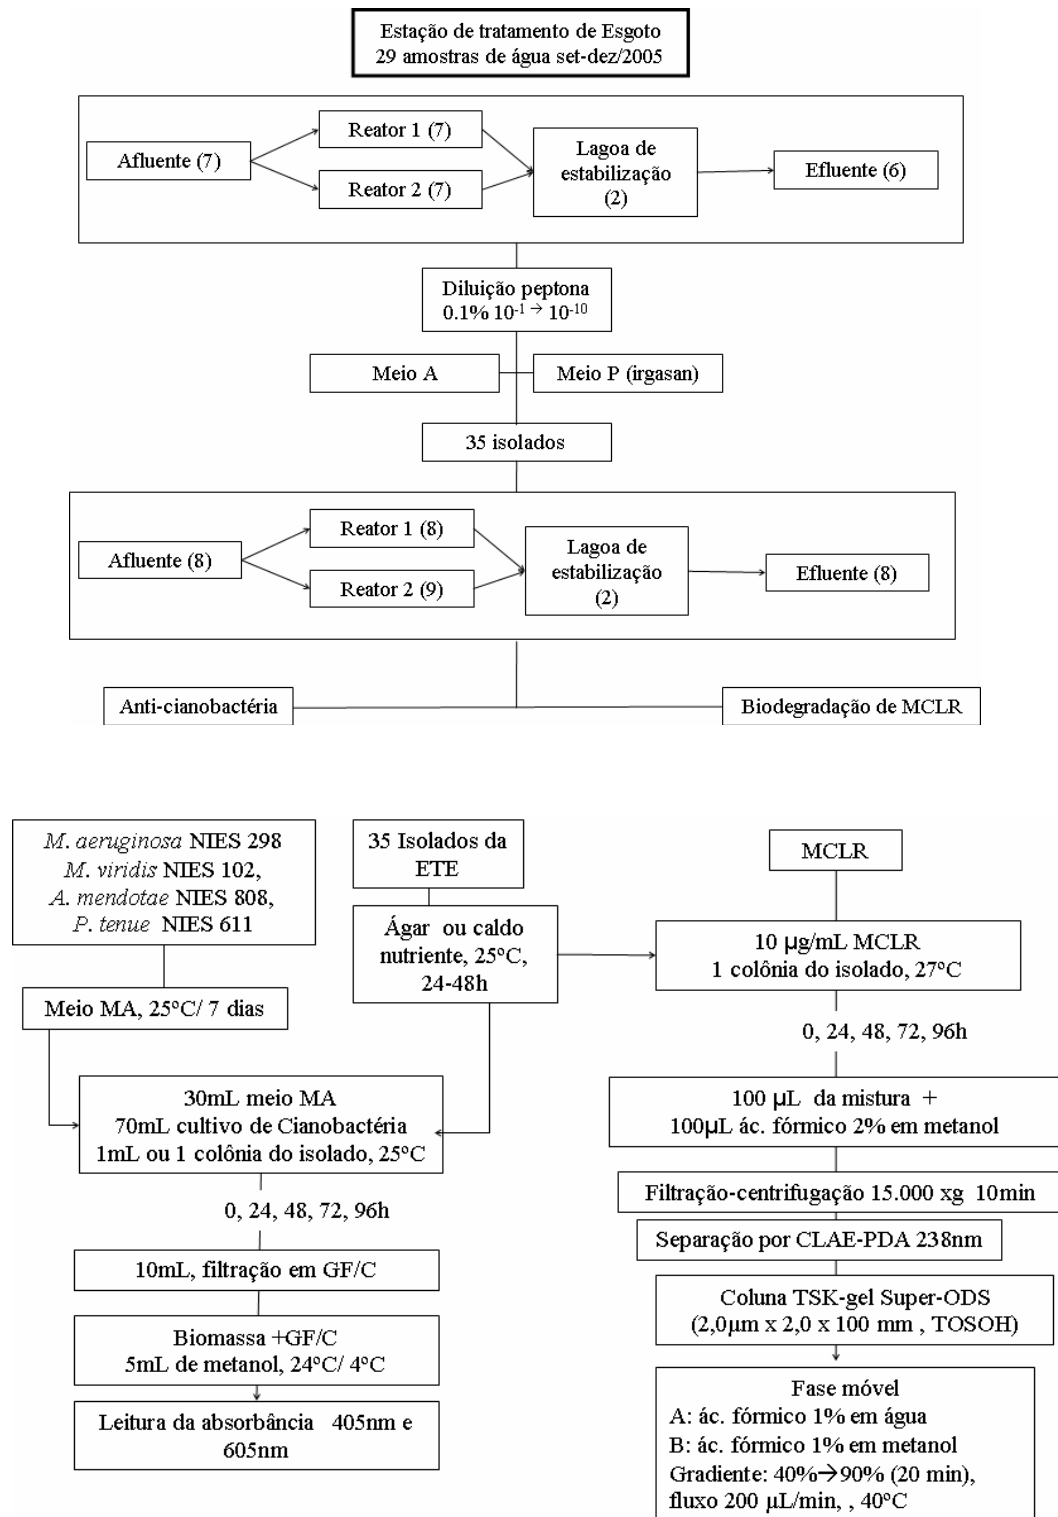 Estação de tratamento de Esgoto
29 amostras de água set-dez/2005
Afluente (7)
Reator 1 (7)
Reator 2 (7)
Lagoa de
estabilização
(2)
Efluente (6)
Diluição peptona
0.1% 10⁻¹ → 10⁻¹⁰
Meio A
Meio P (irgasan)
35 isolados
Afluente (8)
Reator 1 (8)
Reator 2 (9)
Lagoa de
estabilização
(2)
Efluente (8)
Anti-cianobactéria
Biodegradação de MCLR
M. aeruginosa NIES 298
M. viridis NIES 102,
A. mendotae NIES 808,
P. tenue NIES 611
Meio MA, 25ºC/ 7 dias
35 Isolados da
ETE
Ágar ou caldo
nutriente, 25ºC,
24-48h
30mL meio MA
70mL cultivo de Cianobactéria
1mL ou 1 colônia do isolado, 25ºC
0, 24, 48, 72, 96h
10mL, filtração em GF/C
Biomassa +GF/C
5mL de metanol, 24ºC/ 4ºC
Leitura da absorbância 405nm e
605nm
MCLR
10 µg/mL MCLR
1 colônia do isolado, 27ºC
0, 24, 48, 72, 96h
100 µL da mistura +
100µL ác. fórmico 2% em metanol
Filtração-centrifugação 15.000 xg 10min
Separação por CLAE-PDA 238nm
Coluna TSK-gel Super-ODS
(2,0µm x 2,0 x 100 mm , TOSOH)
Fase móvel
A: ác. fórmico 1% em água
B: ác. fórmico 1% em metanol
Gradiente: 40%→90% (20 min),
fluxo 200 µL/min, , 40ºC